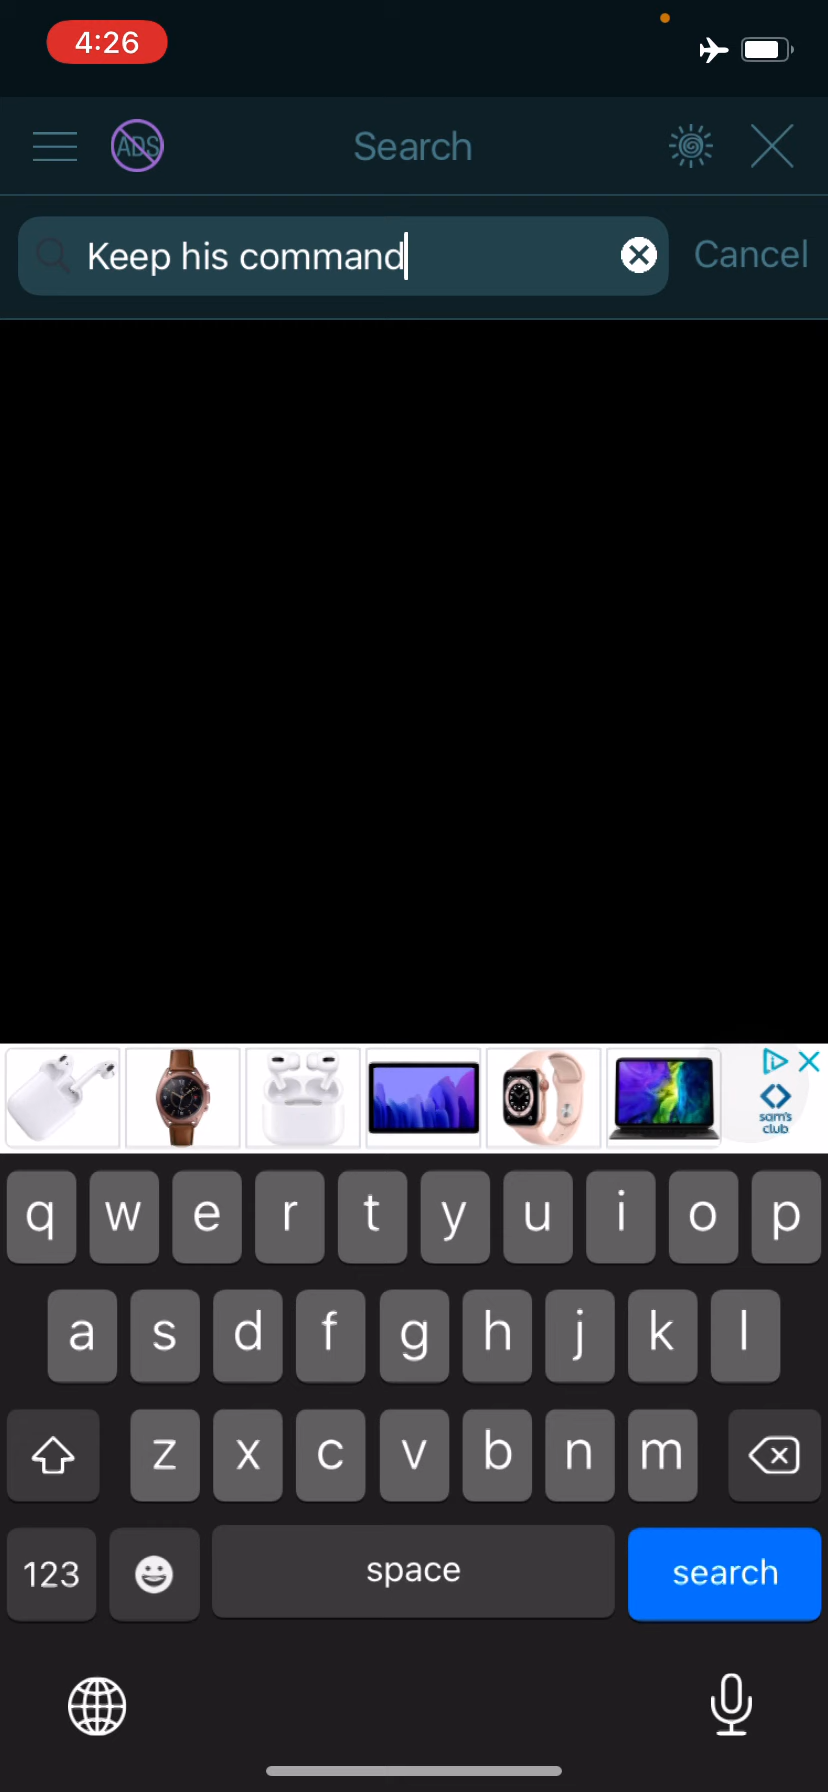 4:26
ADS
Search
Keep his command
Cancel
sam's
club
q w e r t y u i o p
a s d f g h j k l
z x c v b n m
123 space search